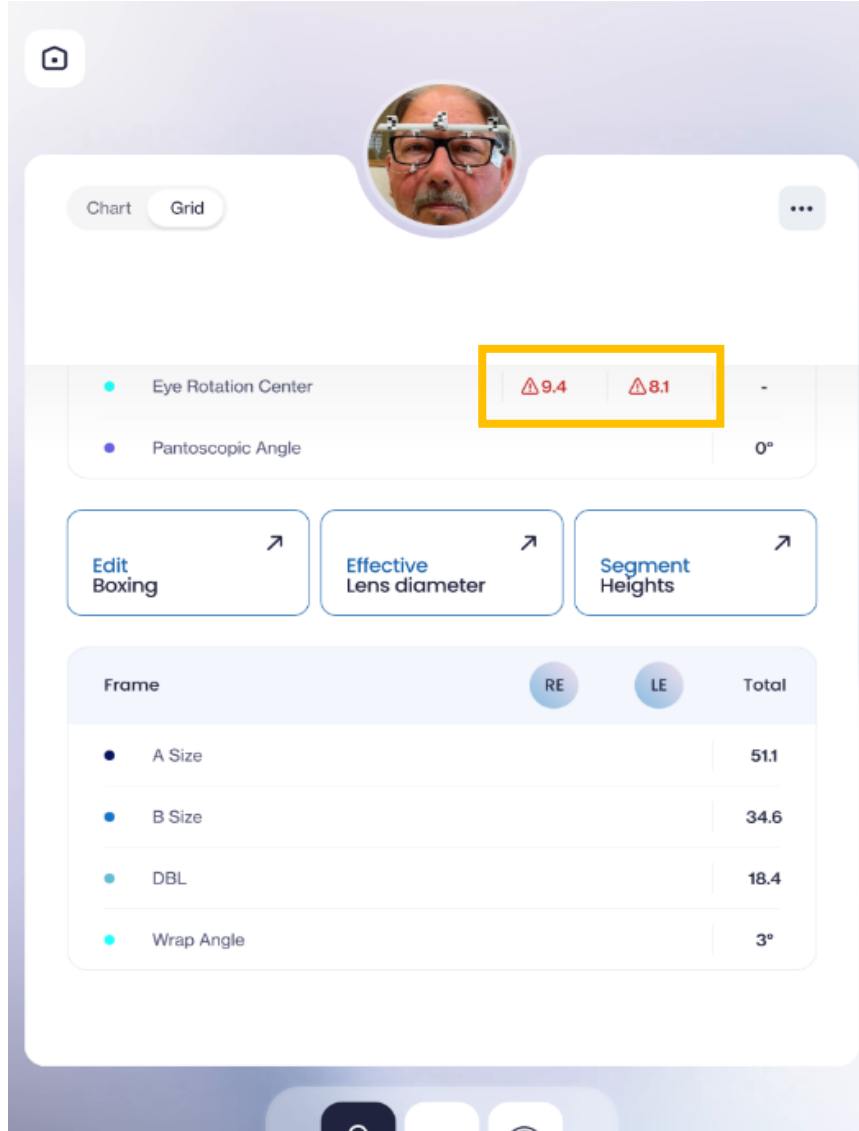 Chart Grid
•••
Eye Rotation Center 9.4 8.1 -
Pantoscopic Angle 0°
Edit
Boxing
Effective
Lens diameter
Segment
Heights
Frame RE LE Total
A Size 51.1
B Size 34.6
DBL 18.4
Wrap Angle 3°